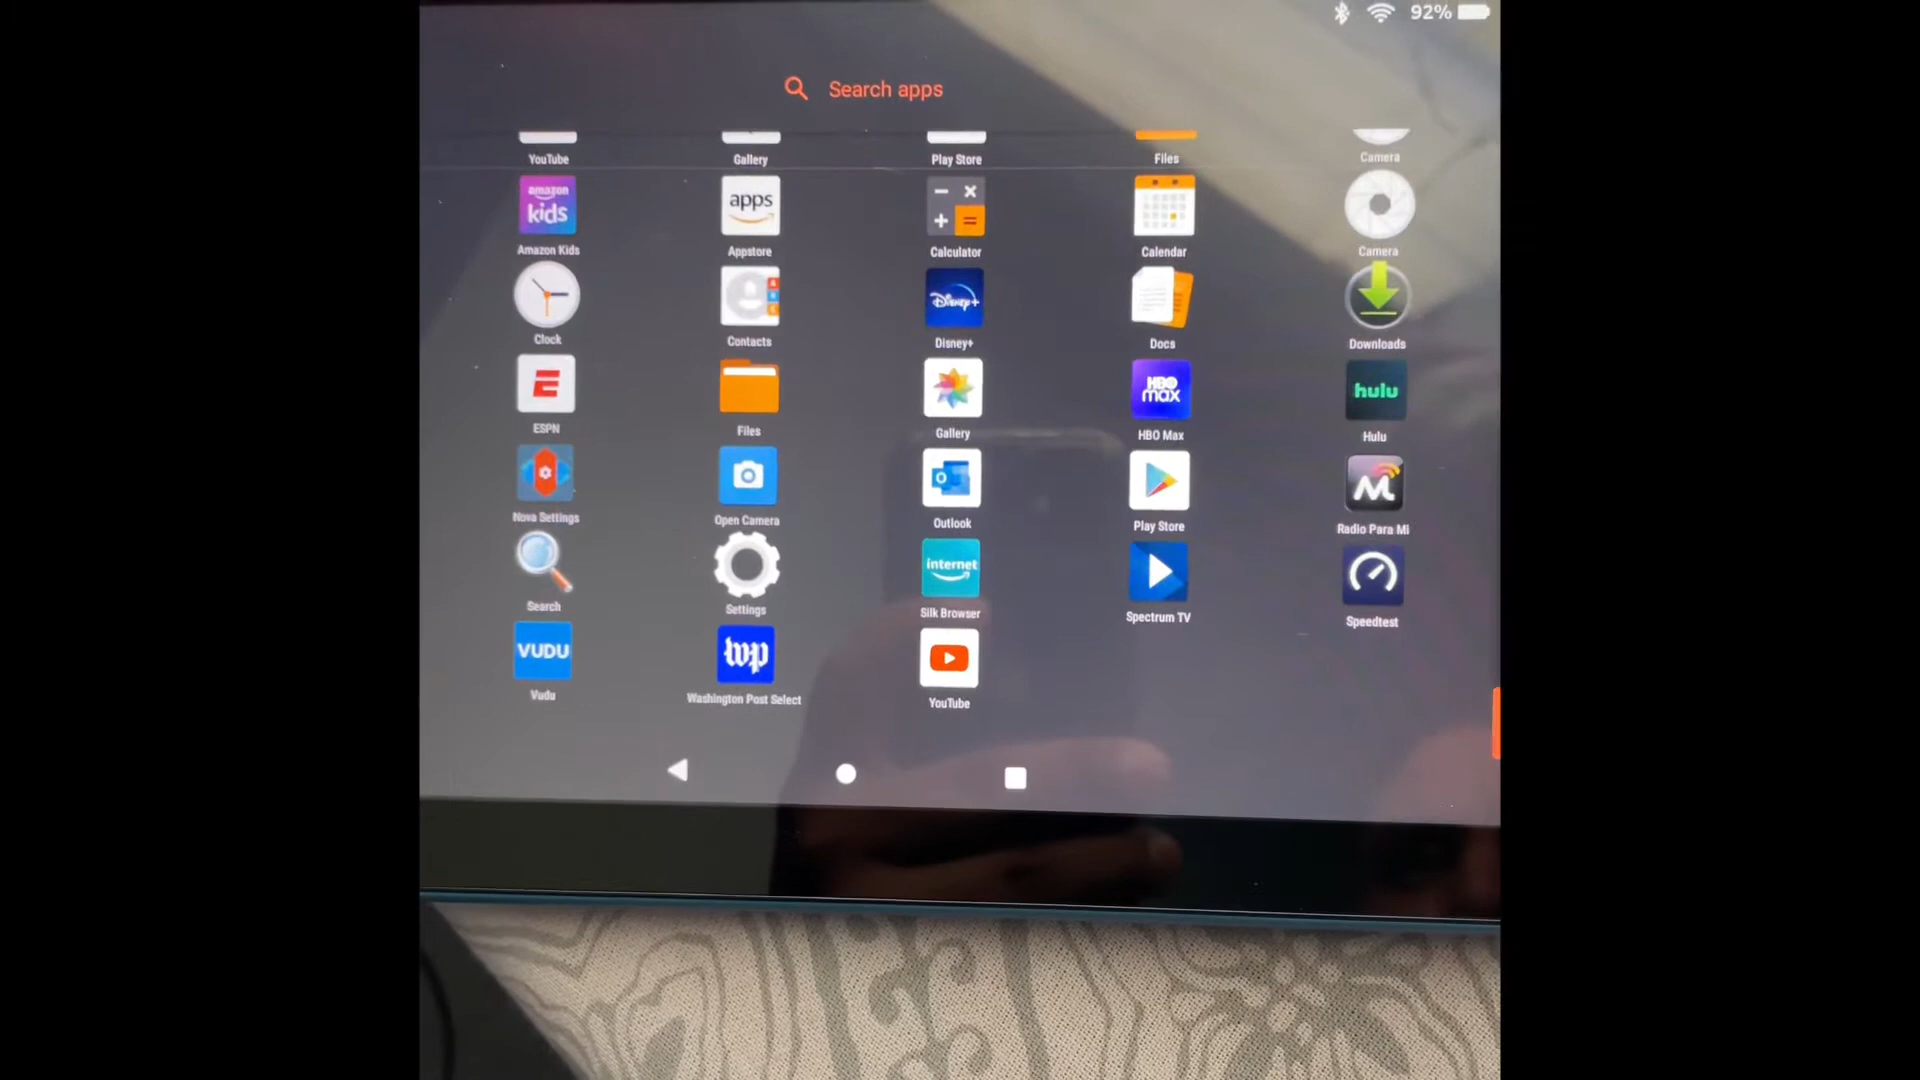 92%
Search apps
YouTube
Gallery
Play Store
Files
Camera
amazon
kids
apps
Amazon Kids
Appstore
Calculator
Calendar
Camera
Disney+
Clock
Contacts
Disney+
Docs
Downloads
E
HBO
max
hulu
ESPN
Files
Gallery
HBO Max
Hulu
O
M
Nova Settings
Open Camera
Outlook
Play Store
Radio Para Mi
internet
Search
Settings
Silk Browser
Spectrum TV
Speedtest
VUDU
wp
Vudu
Washington Post Select
YouTube